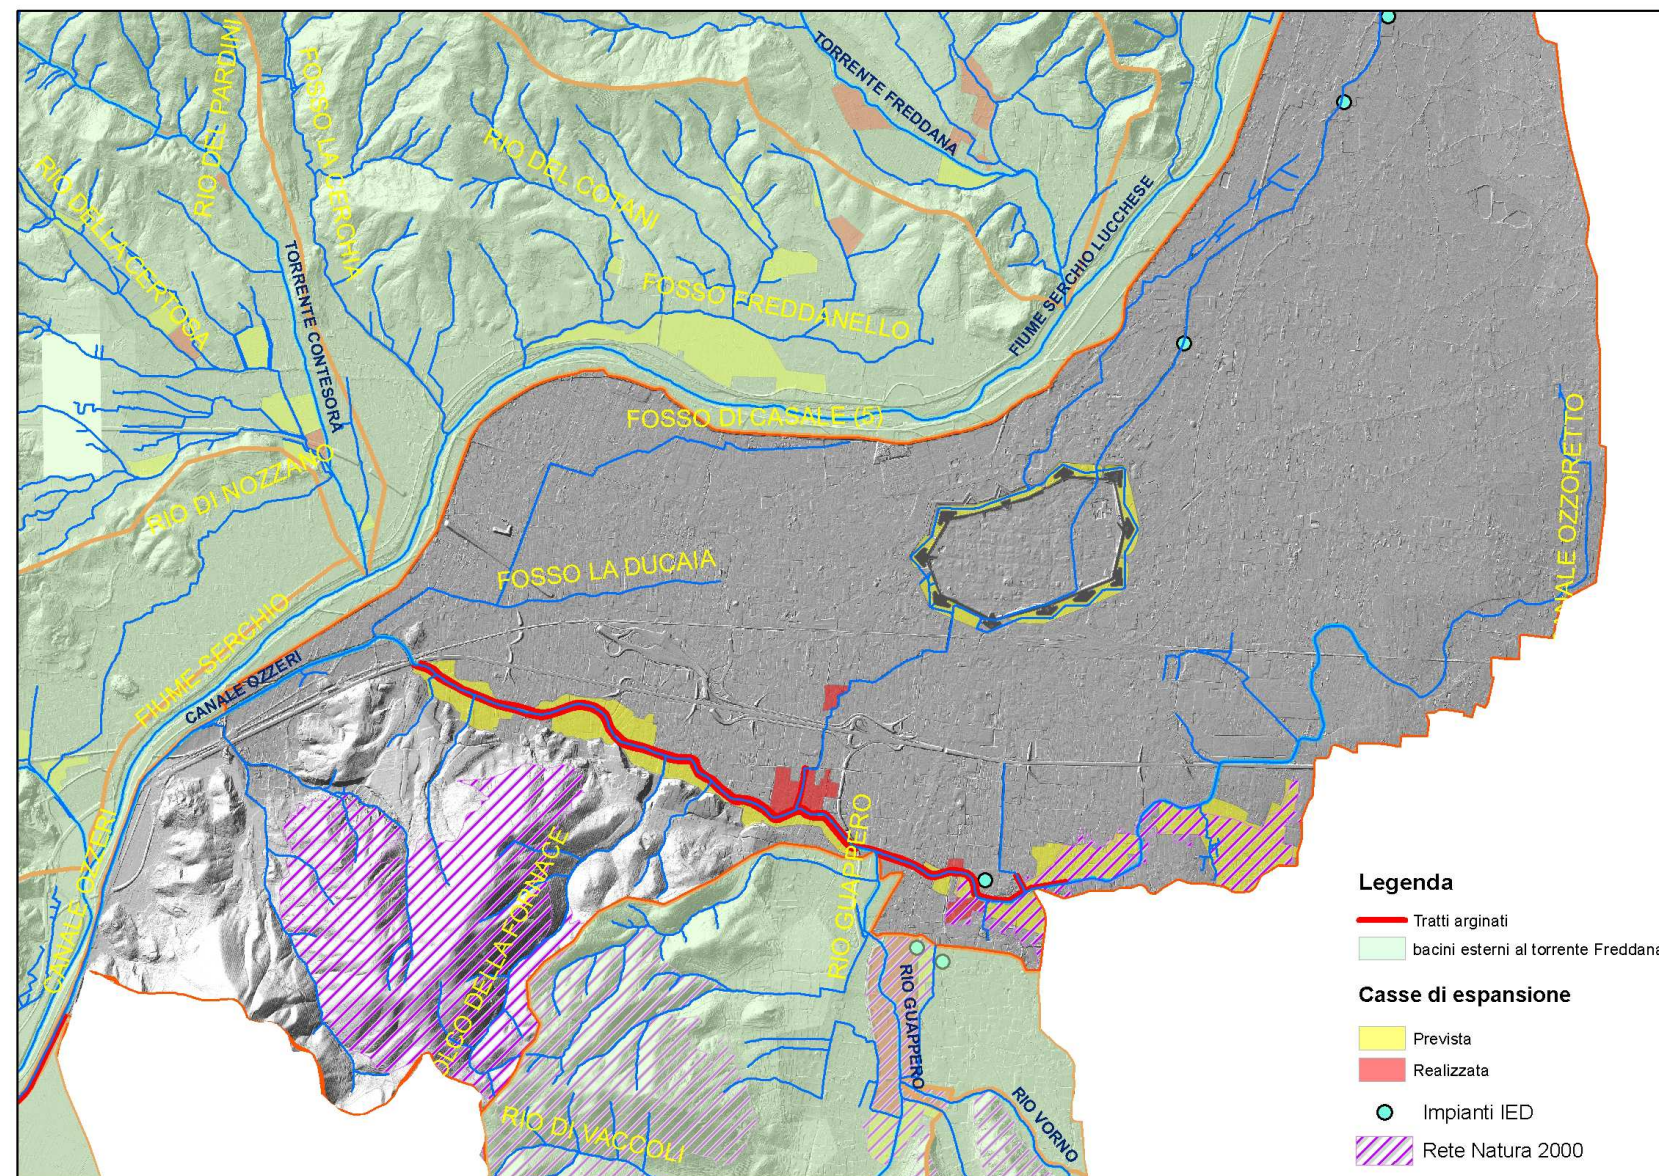 RIO DEL PARDINI
FOSSO LA CERCHIA
TORRENTE FREDDANA
RIO DEL COTANI
RIO DELLA CERTOSA
TORRENTE CONTESORA
FOSSO FREDDANELLO
FIUME SERCHIO LUCCHESE
FOSSO DI CASALE (5)
RIO DI NOZZANO
NALE OZZORETTO
FOSSO LA DUCAIA
FIUME SERCHIO
CANALE OZZERI
CANALE OZZERI
OLCO DELLA FORNACE
RIO GUAPPERO
RIO GUAPPERO
RIO VORNO
RIO DI VACCOLI
Legenda
Tratti arginati
bacini esterni al torrente Freddana
Casse di espansione
Prevista
Realizzata
Impianti IED
Rete Natura 2000